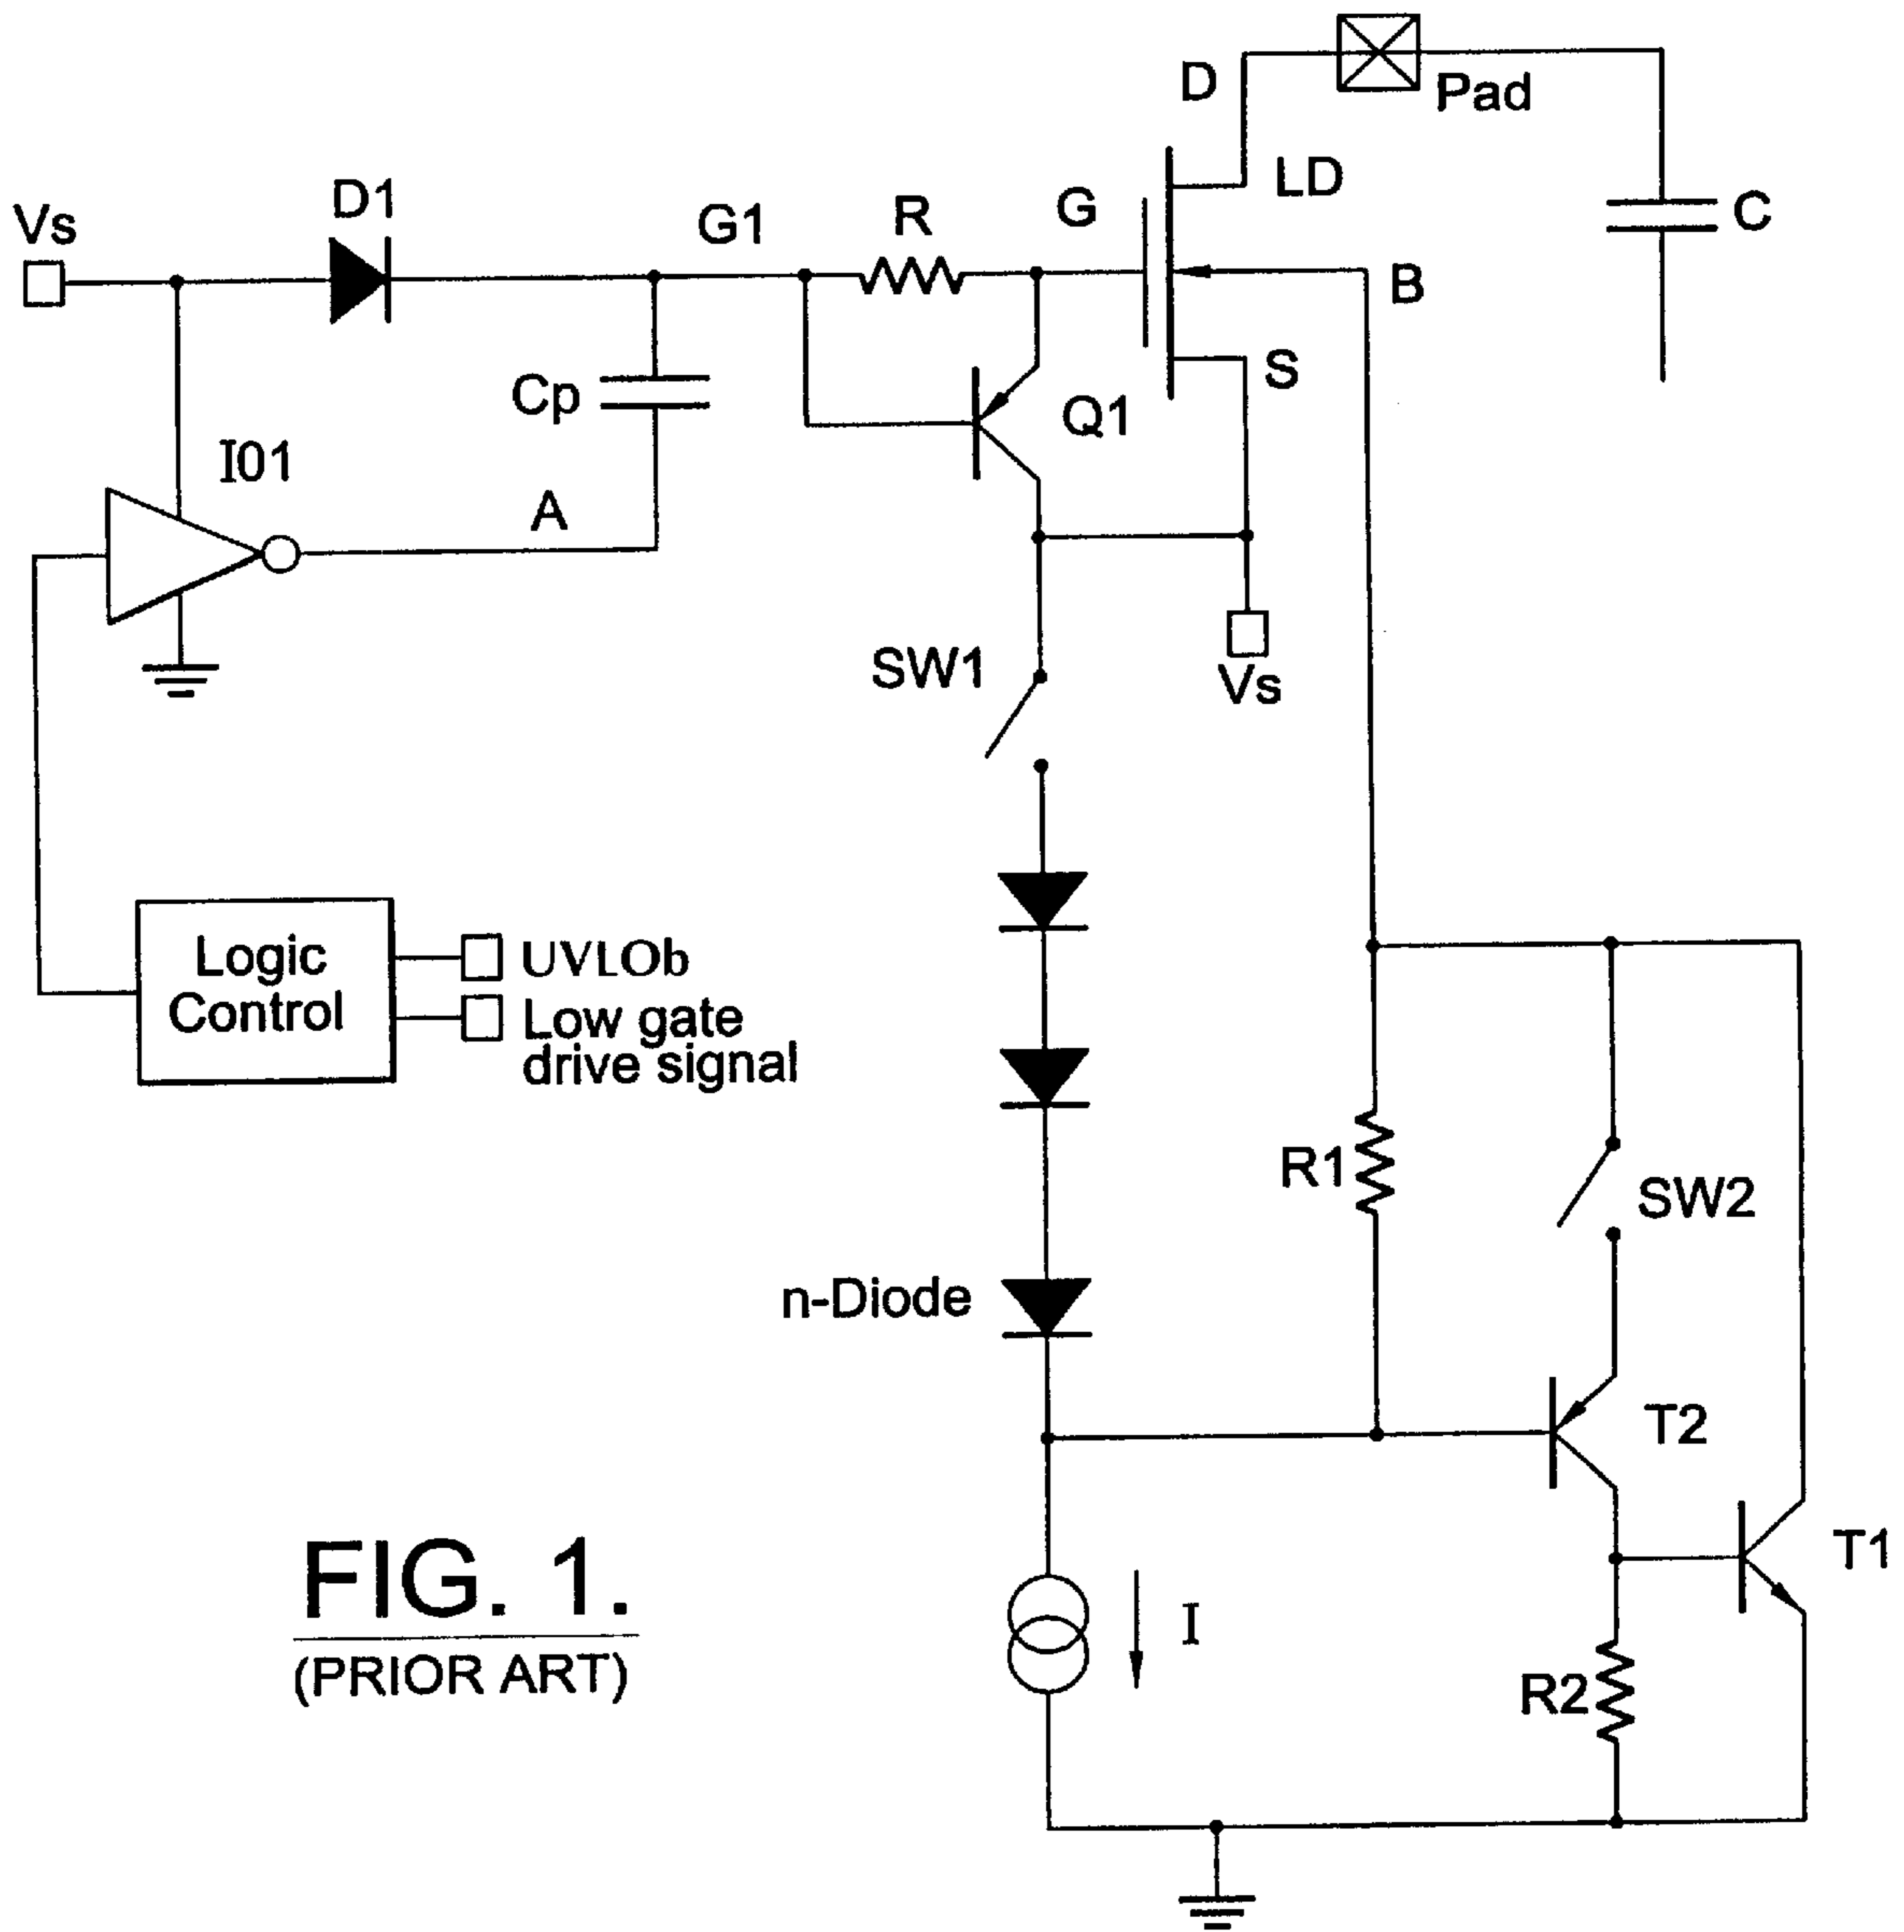 D
Pad
LD
C
Vs
D1
G1
R
G
B
S
Cp
Q1
I01
A
SW1
Vs
Logic
Control
UVLOb
Low gate
drive signal
R1
SW2
n-Diode
T2
T1
I
R2
FIG. 1.
(PRIOR ART)